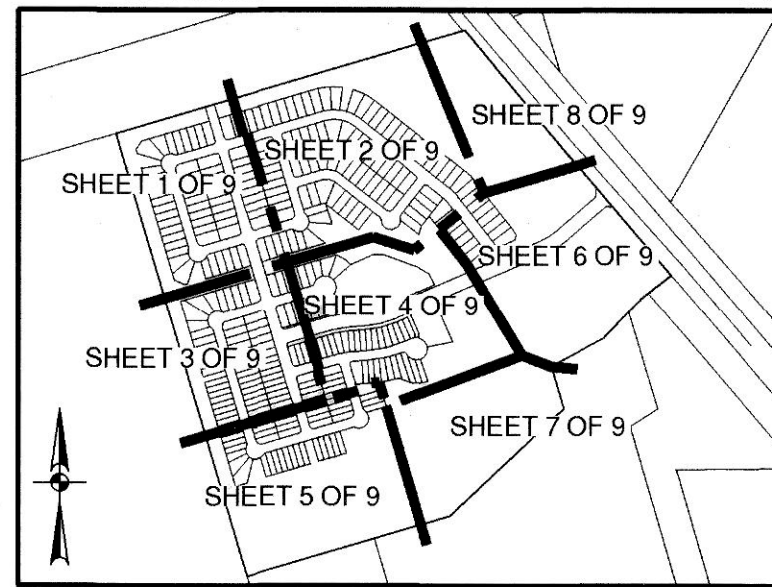 SHEET 8 OF 9
SHEET 2 OF 9
SHEET 1 OF 9
SHEET 6 OF 9
SHEET 4 OF 9
SHEET 3 OF 9
SHEET 7 OF 9
SHEET 5 OF 9